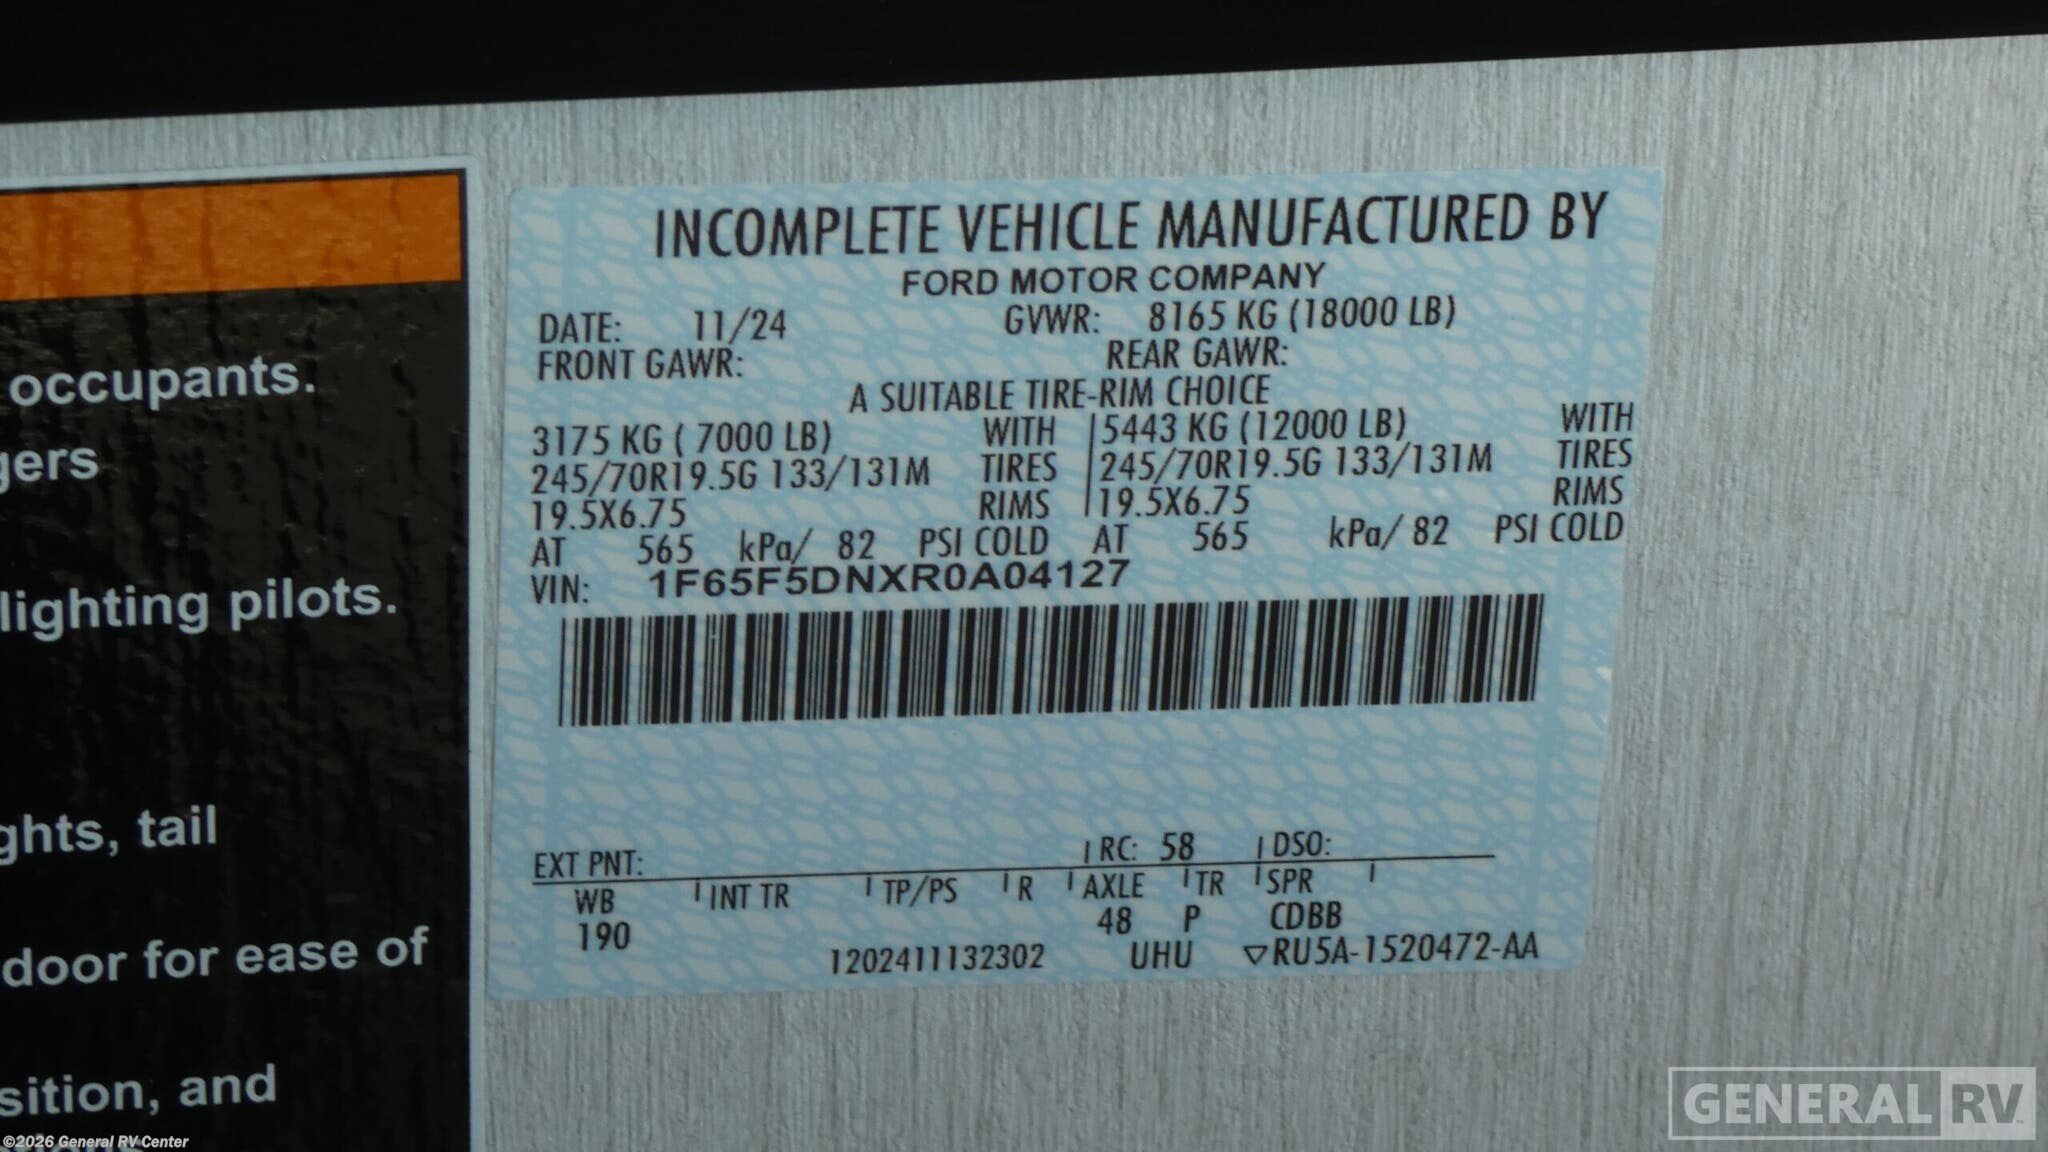 occupants.
gers
lighting pilots.
ghts, tail
door for ease of
sition, and
INCOMPLETE VEHICLE MANUFACTURED BY
FORD MOTOR COMPANY
DATE: 11/24 GVWR: 8165 KG (18000 LB)
FRONT GAWR: REAR GAWR:
A SUITABLE TIRE-RIM CHOICE
3175 KG ( 7000 LB) WITH 5443 KG (12000 LB) WITH
245/70R19.5G 133/131M TIRES 245/70R19.5G 133/131M TIRES
19.5X6.75 RIMS 19.5X6.75 RIMS
AT 565 kPa/ 82 PSI COLD AT 565 kPa/ 82 PSI COLD
VIN: 1F65F5DNXR0A04127
EXT PNT: RC: 58 DSO:
WB INT TR TP/PS R AXLE TR SPR
190 48 P CDBB
1202411132302 UHU ▽RU5A-1520472-AA
GENERAL RV
©2026 General RV Center